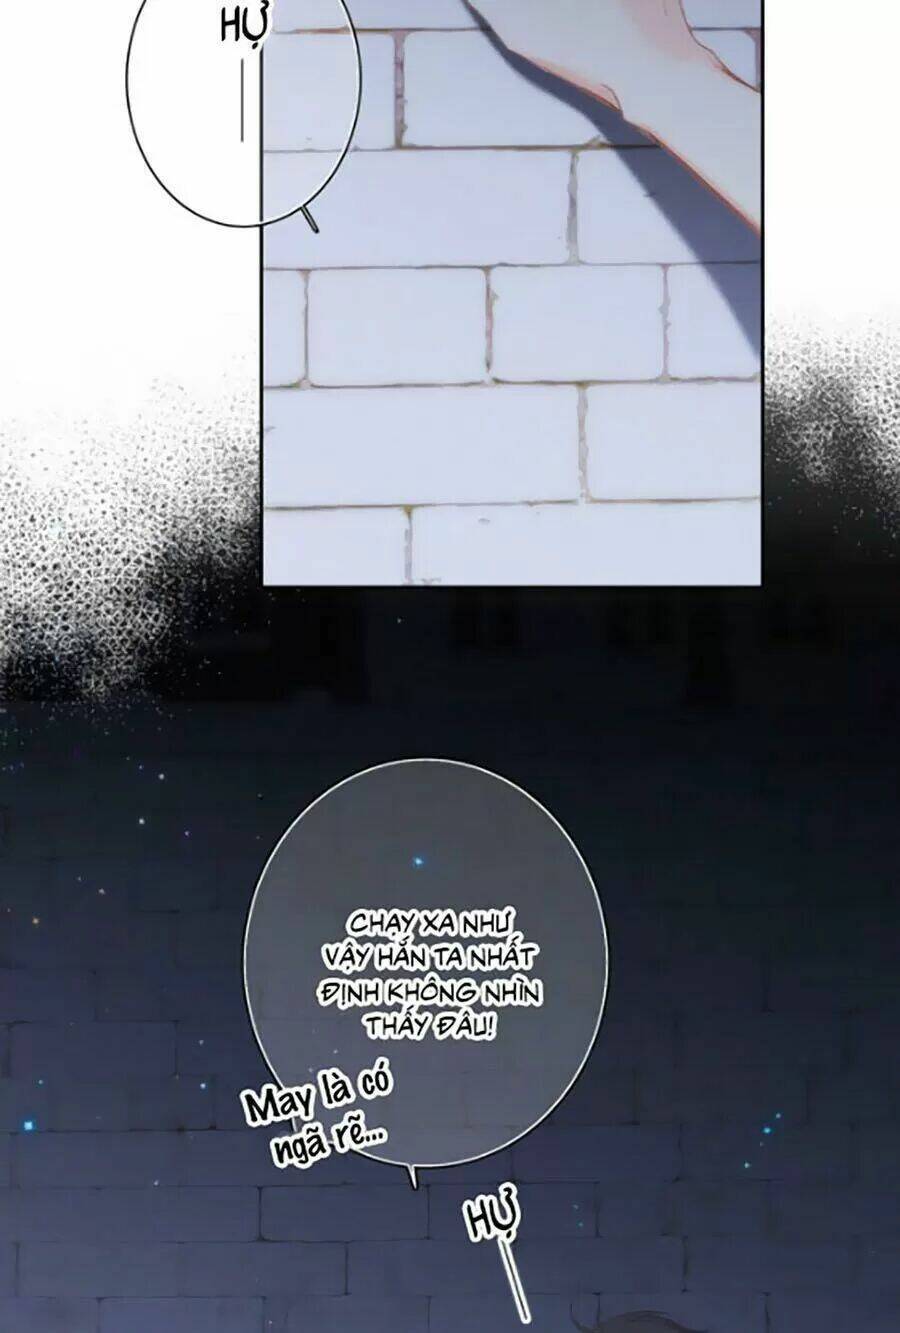 HỰ
CHẠY XA NHƯ
VẬY HẮN TA NHẤT
ĐỊNH KHÔNG NHÌN
THẤY ĐÂU!
May là có
ngã rẽ...
HỰ